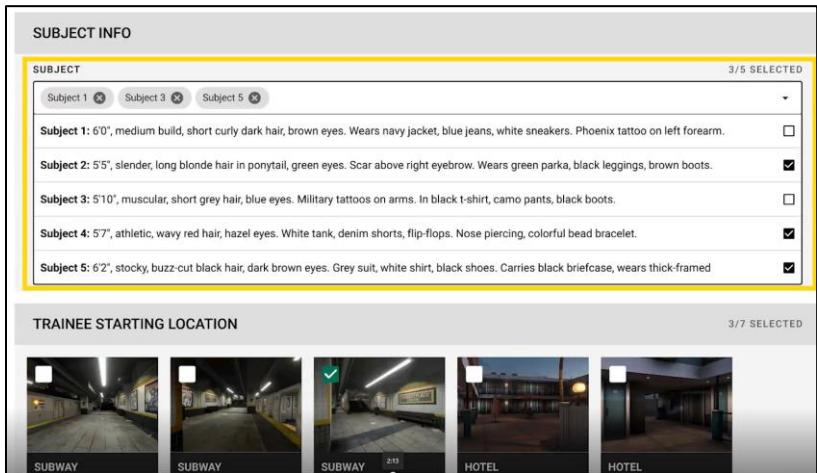 SUBJECT INFO
SUBJECT 3/5 SELECTED
Subject 1 Subject 3 Subject 5
Subject 1: 6'0", medium build, short curly dark hair, brown eyes. Wears navy jacket, blue jeans, white sneakers. Phoenix tattoo on left forearm.
Subject 2: 5'5", slender, long blonde hair in ponytail, green eyes. Scar above right eyebrow. Wears green parka, black leggings, brown boots.
Subject 3: 5'10", muscular, short grey hair, blue eyes. Military tattoos on arms. In black t-shirt, camo pants, black boots.
Subject 4: 5'7", athletic, wavy red hair, hazel eyes. White tank, denim shorts, flip-flops. Nose piercing, colorful bead bracelet.
Subject 5: 6'2", stocky, buzz-cut black hair, dark brown eyes. Grey suit, white shirt, black shoes. Carries black briefcase, wears thick-framed
TRAINEE STARTING LOCATION 3/7 SELECTED
SUBWAY SUBWAY SUBWAY 2:13 HOTEL HOTEL